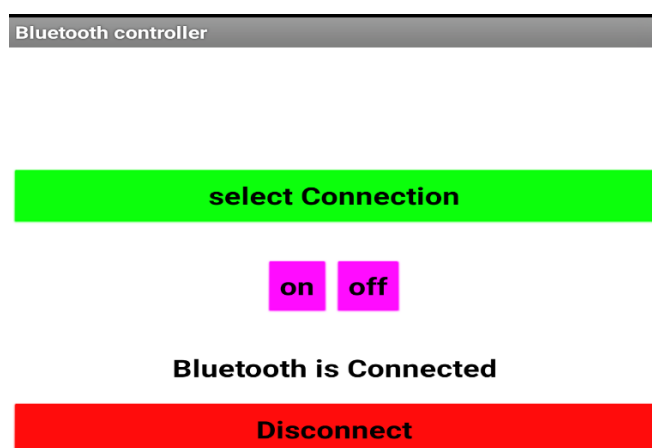 Bluetooth controller
select Connection
on off
Bluetooth is Connected
Disconnect